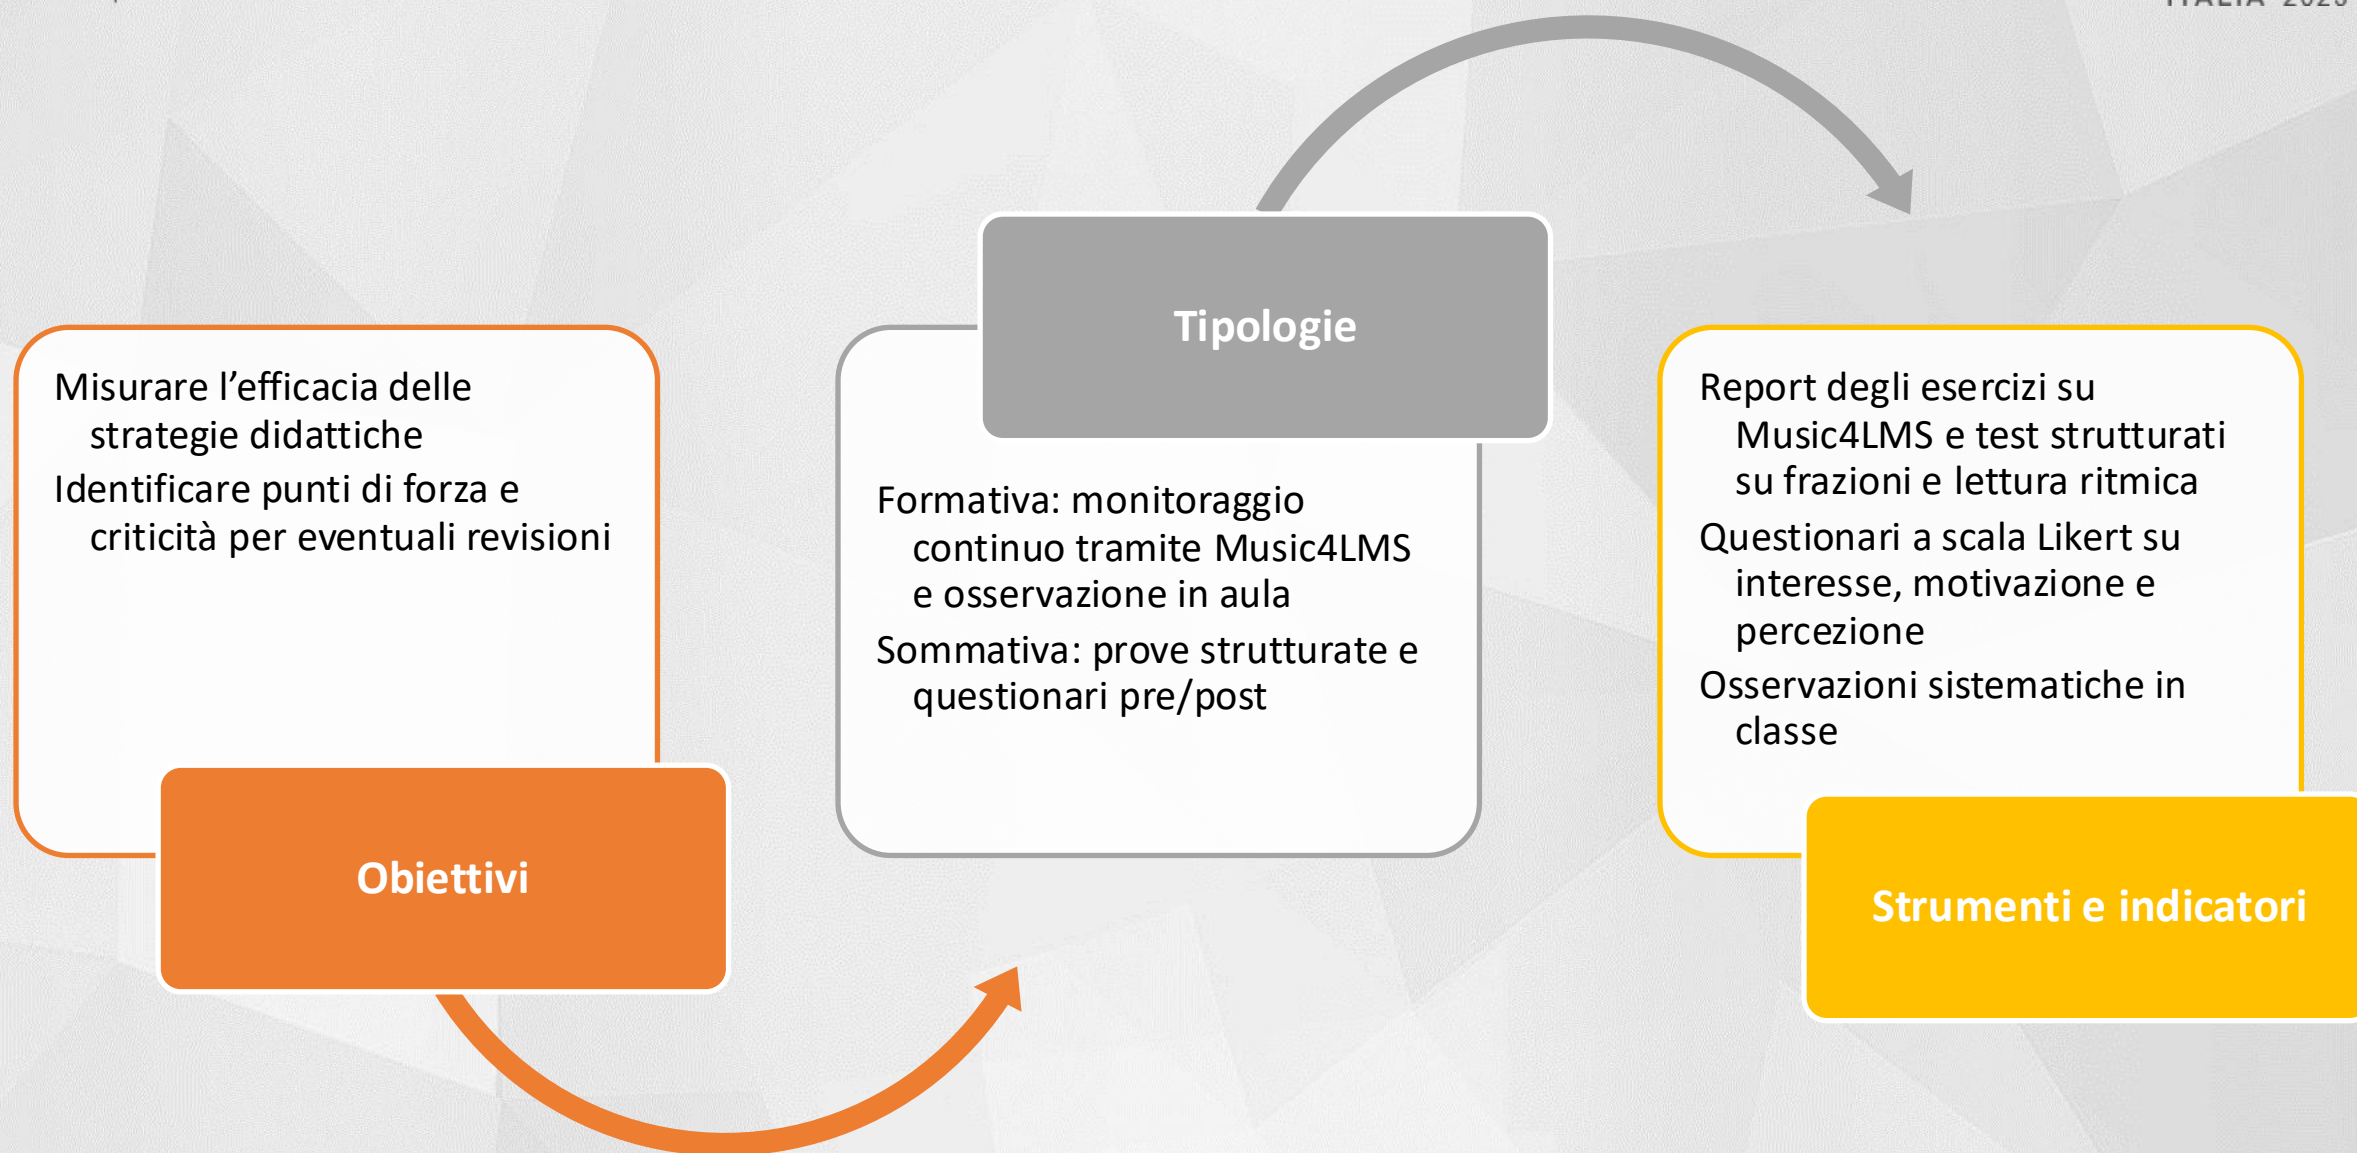 ITALIA 2025
Misurare l’efficacia delle
strategie didattiche
Identificare punti di forza e
criticità per eventuali revisioni
Obiettivi
Tipologie
Formativa: monitoraggio
continuo tramite Music4LMS
e osservazione in aula
Sommativa: prove strutturate e
questionari pre/post
Report degli esercizi su
Music4LMS e test strutturati
su frazioni e lettura ritmica
Questionari a scala Likert su
interesse, motivazione e
percezione
Osservazioni sistematiche in
classe
Strumenti e indicatori